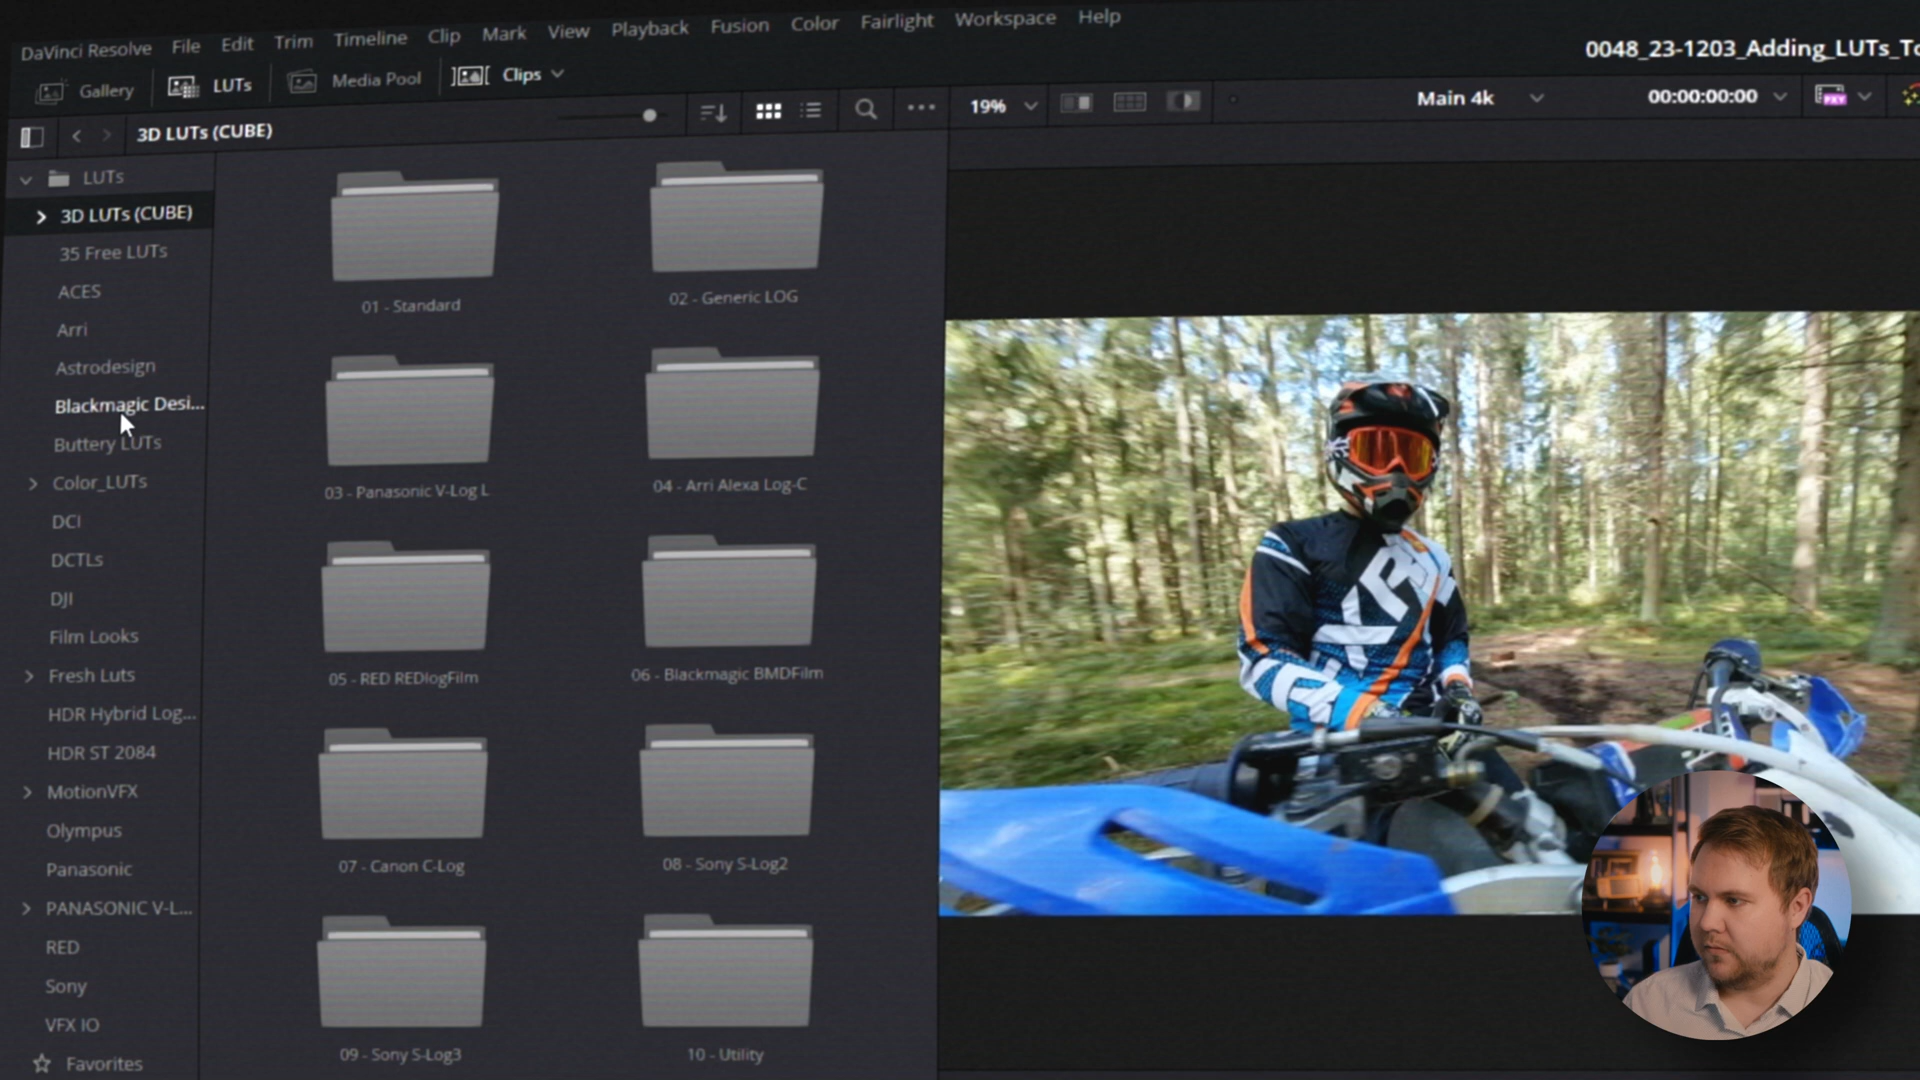 DaVinci Resolve File Edit Trim Timeline Clip Mark View Playback Fusion Color Fairlight Workspace Help
0048_23-1203_Adding_LUTs_To
Gallery LUTs Media Pool Clips
19% Main 4k 00:00:00:00 PXY
3D LUTs (CUBE)
LUTs
3D LUTs (CUBE)
35 Free LUTs
ACES
Arri
Astrodesign
Blackmagic Desi...
Buttery LUTs
Color_LUTs
DCI
DCTLs
DJI
Film Looks
Fresh Luts
HDR Hybrid Log...
HDR ST 2084
MotionVFX
Olympus
Panasonic
PANASONIC V-L...
RED
Sony
VFX IO
Favorites
01 - Standard
02 - Generic LOG
03 - Panasonic V-Log L
04 - Arri Alexa Log-C
05 - RED REDlogFilm
06 - Blackmagic BMDFilm
07 - Canon C-Log
08 - Sony S-Log2
09 - Sony S-Log3
10 - Utility